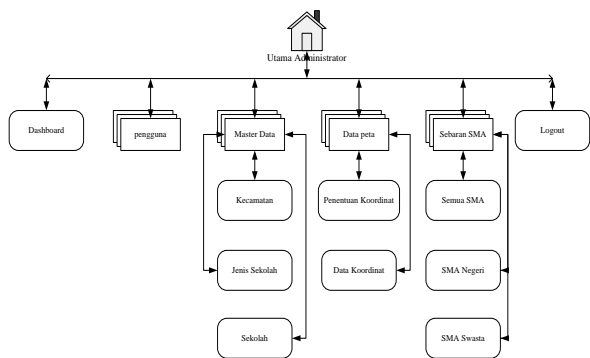 Utama Administrator
Dashboard
pengguna
Master Data
Data peta
Sebaran SMA
Logout
Kecamatan
Penentuan Koordinat
Semua SMA
Jenis Sekolah
Data Koordinat
SMA Negeri
Sekolah
SMA Swasta